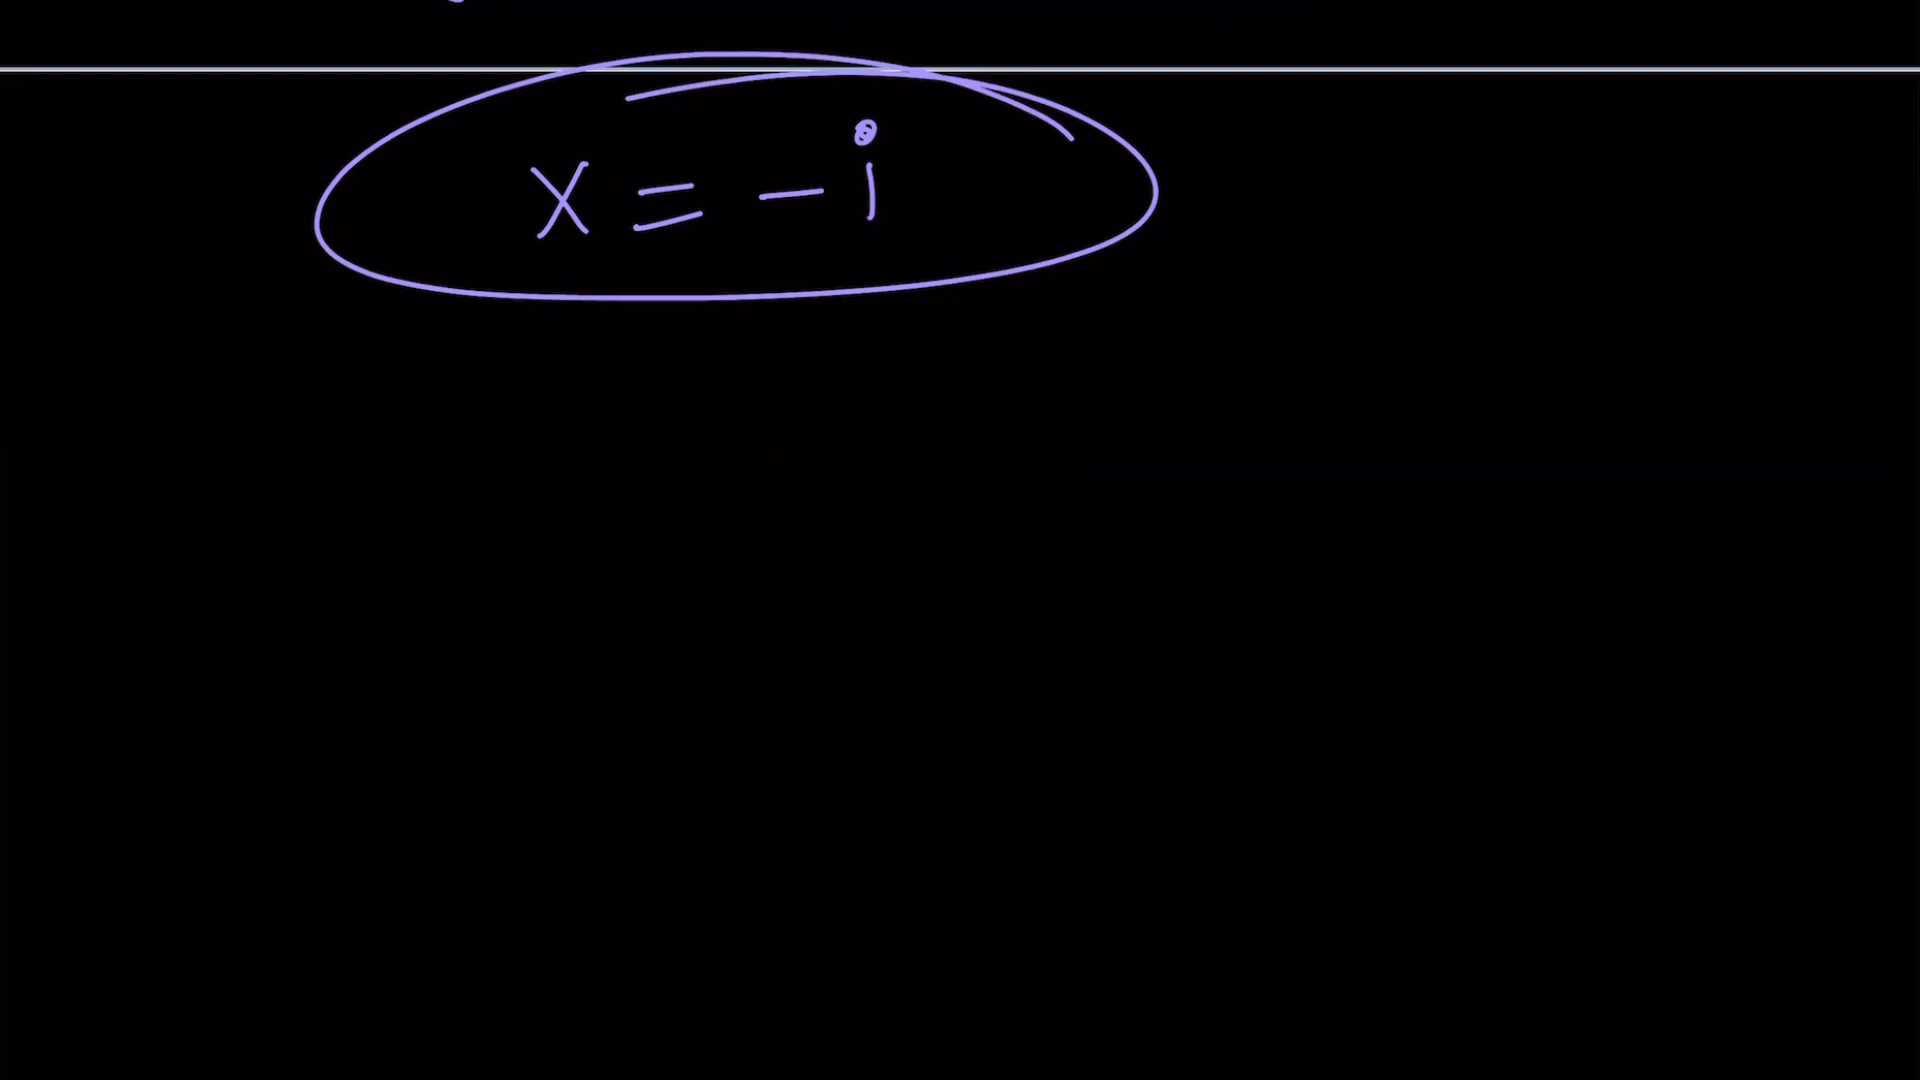 x = - i